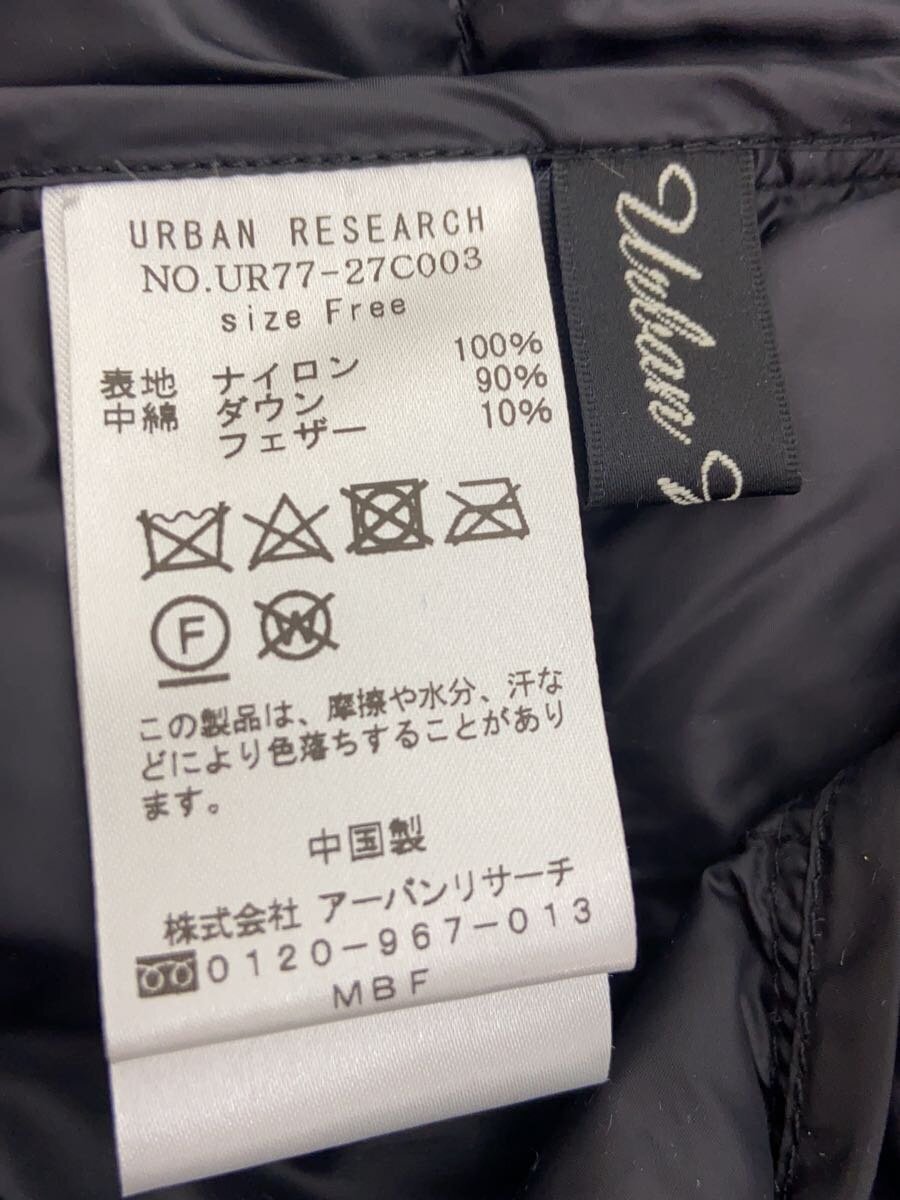 URBAN RESEARCH
NO.UR77-27C003
size Free
表地 ナイロン 100%
中綿 ダウン 90%
フェザー 10%
F
W
この製品は、摩擦や水分、汗な
どにより色落ちすることがあり
ます。
中国製
株式会社 アーバンリサーチ
0120-967-013
MBF
Urban